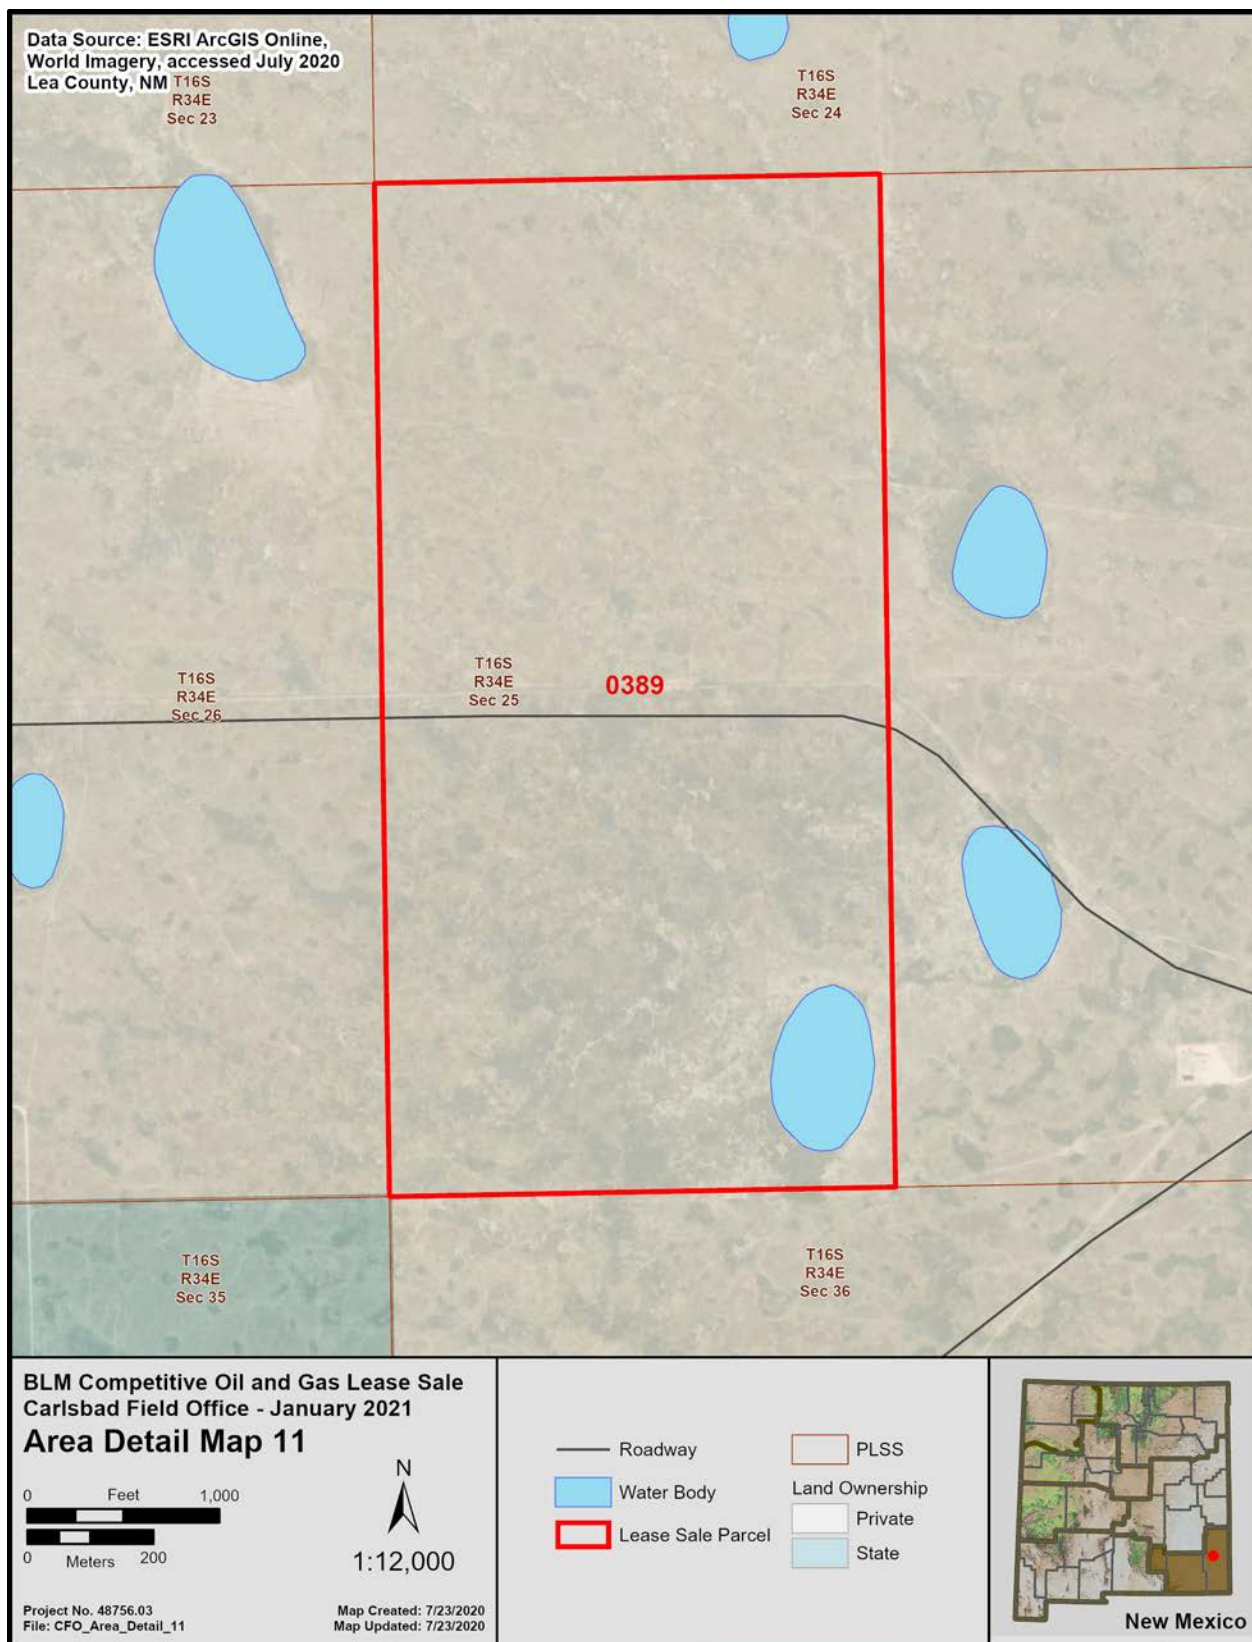 Data Source: ESRI ArcGIS Online,
World Imagery, accessed July 2020
Lea County, NM
T16S
R34E
Sec 23
T16S
R34E
Sec 24
T16S
R34E
Sec 26
T16S
R34E
Sec 25
0389
T16S
R34E
Sec 35
T16S
R34E
Sec 36
BLM Competitive Oil and Gas Lease Sale
Carlsbad Field Office - January 2021
Area Detail Map 11
0 Feet 1,000
0 Meters 200
N
1:12,000
Project No. 48756.03
File: CFO_Area_Detail_11
Map Created: 7/23/2020
Map Updated: 7/23/2020
Roadway
Water Body
Lease Sale Parcel
PLSS
Land Ownership
Private
State
New Mexico